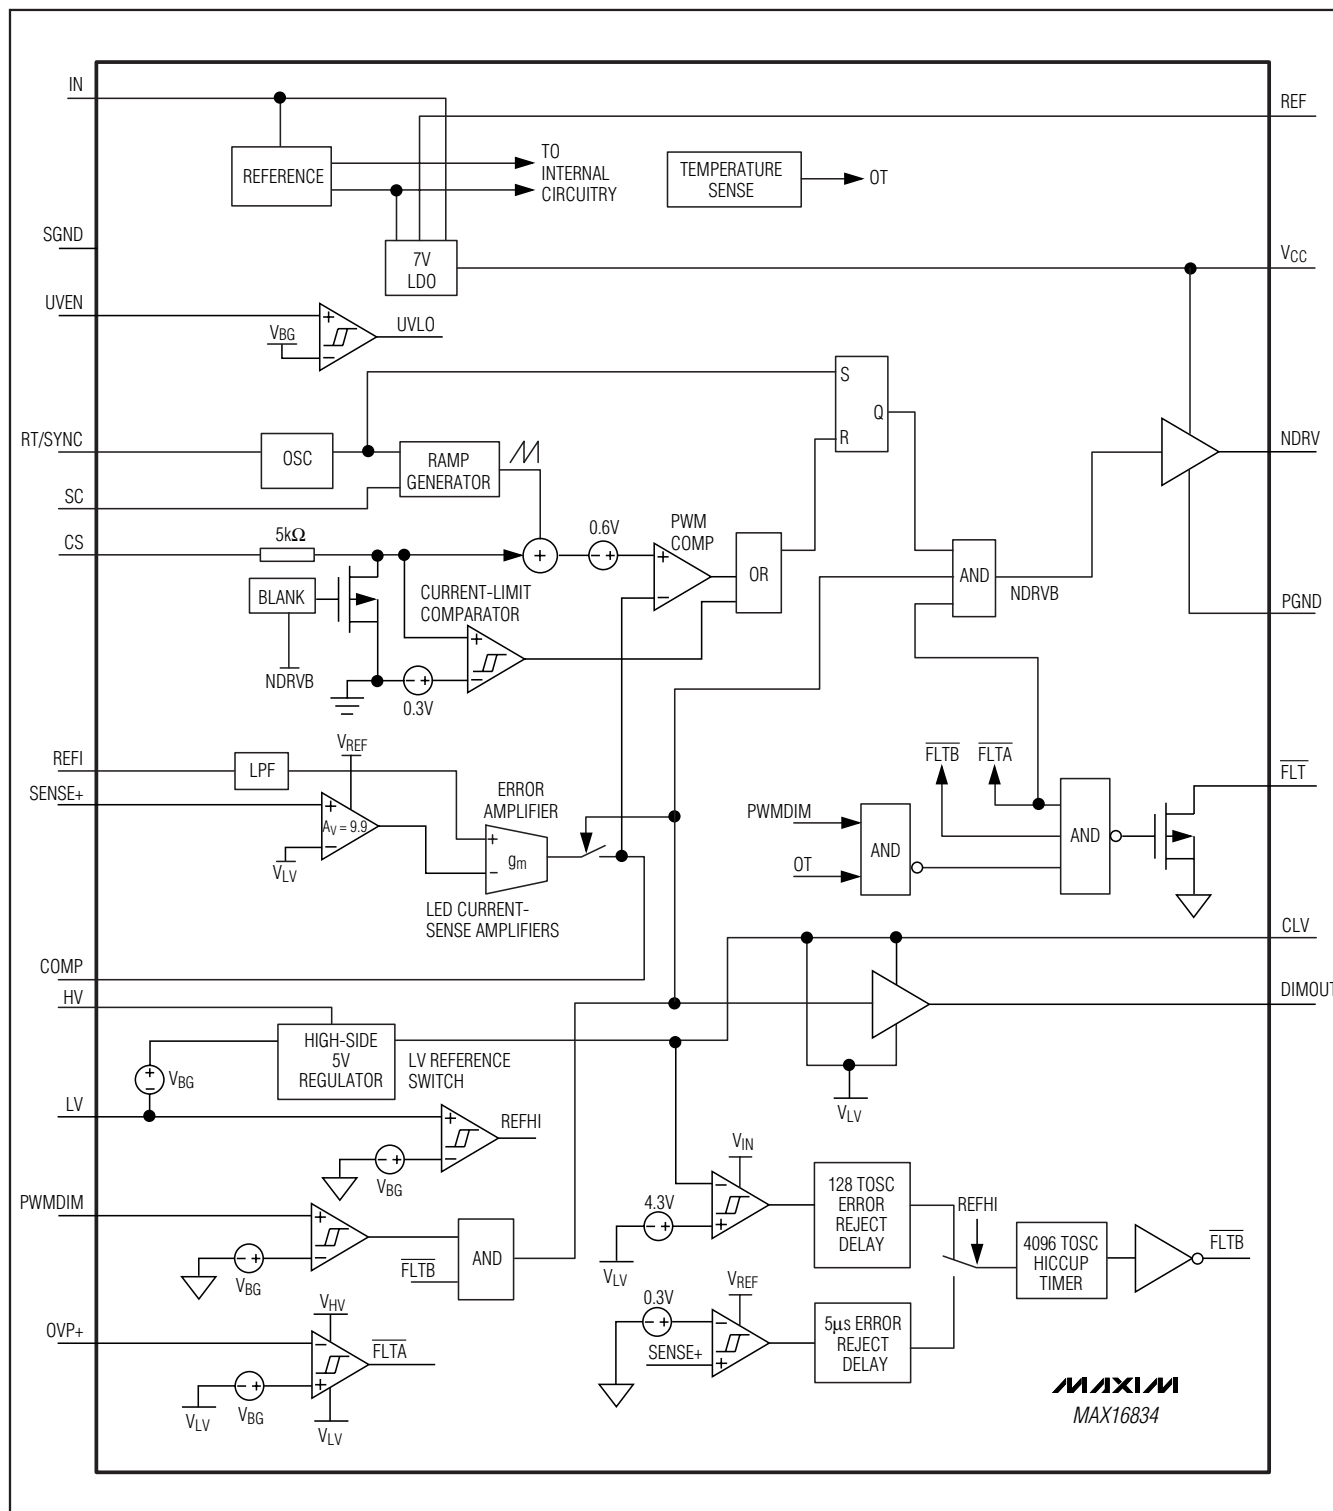 IN
REF
REFERENCE
TO
INTERNAL
CIRCUITRY
TEMPERATURE
SENSE
OT
SGND
7V
LDO
VCC
UVEN
VBG
UVLO
+
−
S
Q
R
RT/SYNC
OSC
RAMP
GENERATOR
NDRV
SC
CS
5kΩ
+
0.6V
− +
PWM
COMP
+
−
OR
AND
NDRVB
BLANK
CURRENT-LIMIT
COMPARATOR
+
−
PGND
NDRVB
− +
0.3V
REFI
LPF
VREF
FLTB
FLTA
FLT
SENSE+
+
AV = 9.9
−
VLV
ERROR
AMPLIFIER
+
gm
−
PWMDIM
OT
AND
AND
LED CURRENT-
SENSE AMPLIFIERS
CLV
COMP
HV
DIMOUT
HIGH-SIDE
5V
REGULATOR
LV REFERENCE
SWITCH
+
−
VBG
VLV
LV
+
−
REFHI
− +
VBG
VIN
4.3V
− +
VLV
−
+
128 TOSC
ERROR
REJECT
DELAY
REFHI
4096 TOSC
HICCUP
TIMER
FLTB
PWMDIM
+
−
− +
VBG
FLTB
AND
VREF
0.3V
− +
SENSE+
−
+
5µs ERROR
REJECT
DELAY
OVP+
VHV
−
+
FLTA
VLV
− +
VBG
VLV
MAXIM
MAX16834